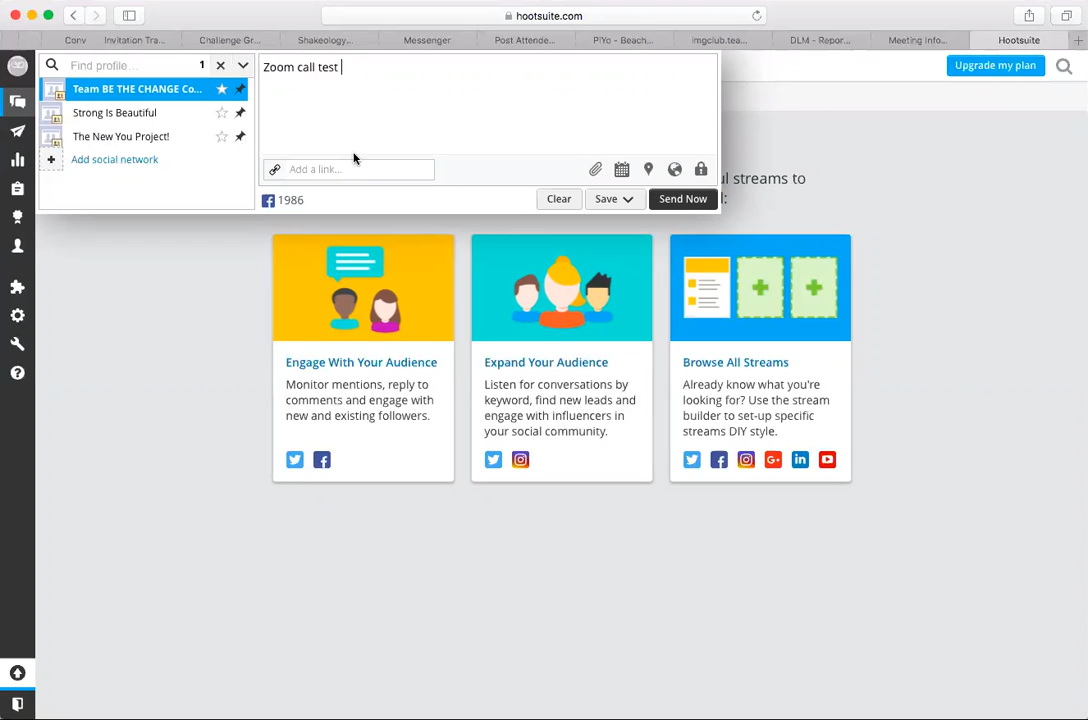 hootsuite.com
Conv
Invitation Tra...
Challenge Gr...
Shakeology...
Messenger
Post Attende...
PIYo - Beach...
imgclub.tea...
DLM - Repor...
Meeting Info...
Hootsuite
Find profile...
1
Zoom call test
Upgrade my plan
Team BE THE CHANGE Co...
Strong Is Beautiful
The New You Project!
Add social network
Add a link...
ul streams to
d:
1986
Clear
Save
Send Now
Engage With Your Audience
Monitor mentions, reply to
comments and engage with
new and existing followers.
Expand Your Audience
Listen for conversations by
keyword, find new leads and
engage with influencers in
your social community.
Browse All Streams
Already know what you're
looking for? Use the stream
builder to set-up specific
streams DIY style.